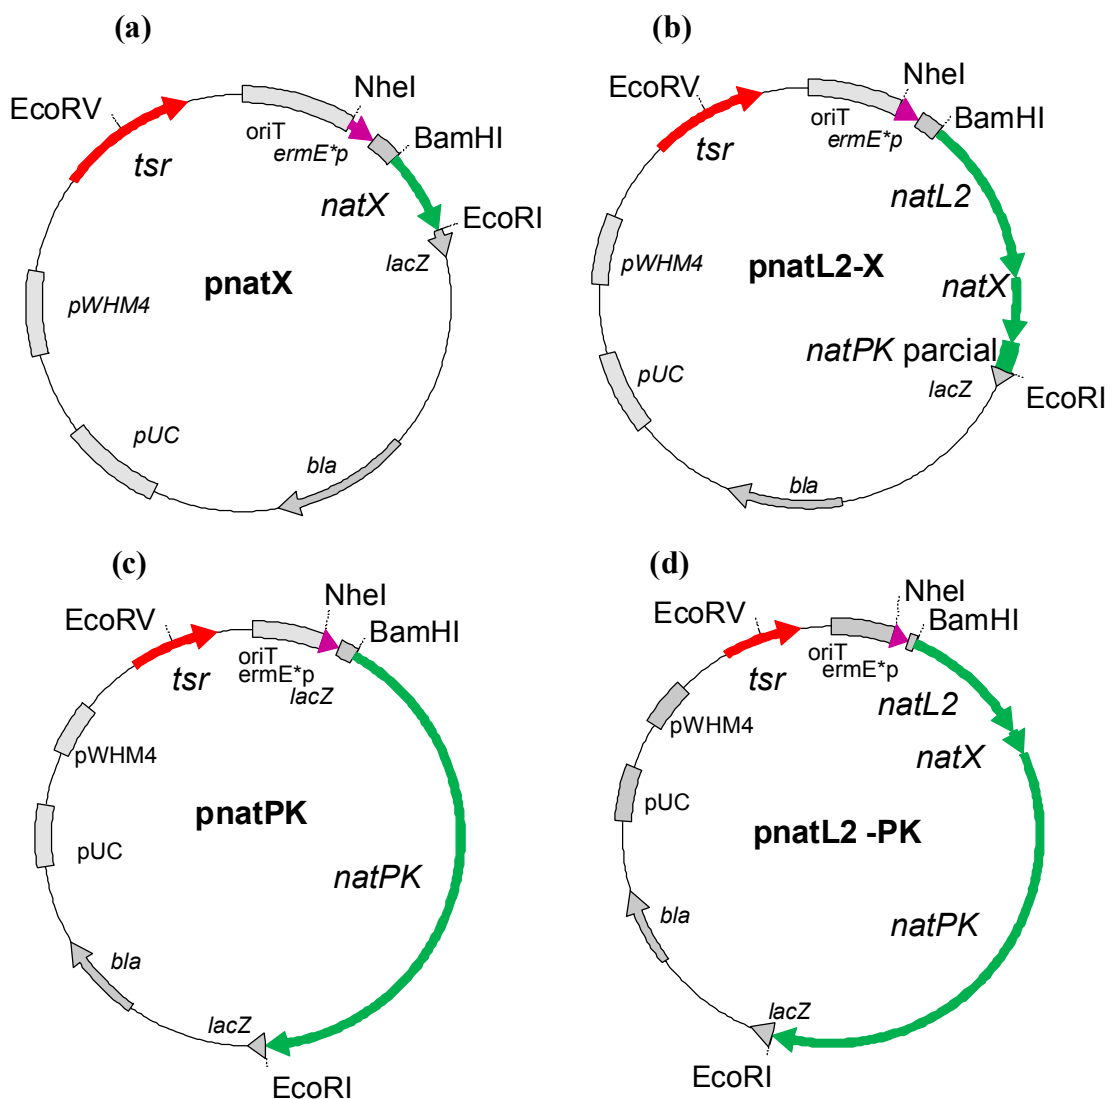 (a)
EcoRV
NheI
oriT
ermE*p
BamHI
tsr
natX
EcoRI
lacZ
pnatX
pWHM4
pUC
bla
(b)
EcoRV
NheI
oriT
ermE*p
BamHI
tsr
natL2
pWHM4
pnatL2-X
natX
natPK parcial
lacZ
EcoRI
pUC
bla
(c)
EcoRV
NheI
BamHI
oriT
ermE*p
lacZ
tsr
pWHM4
pnatPK
pUC
natPK
bla
lacZ
EcoRI
(d)
EcoRV
NheI
BamHI
oriT
ermE*p
tsr
natL2
pWHM4
natX
pUC
pnatL2 -PK
natPK
bla
lacZ
EcoRI